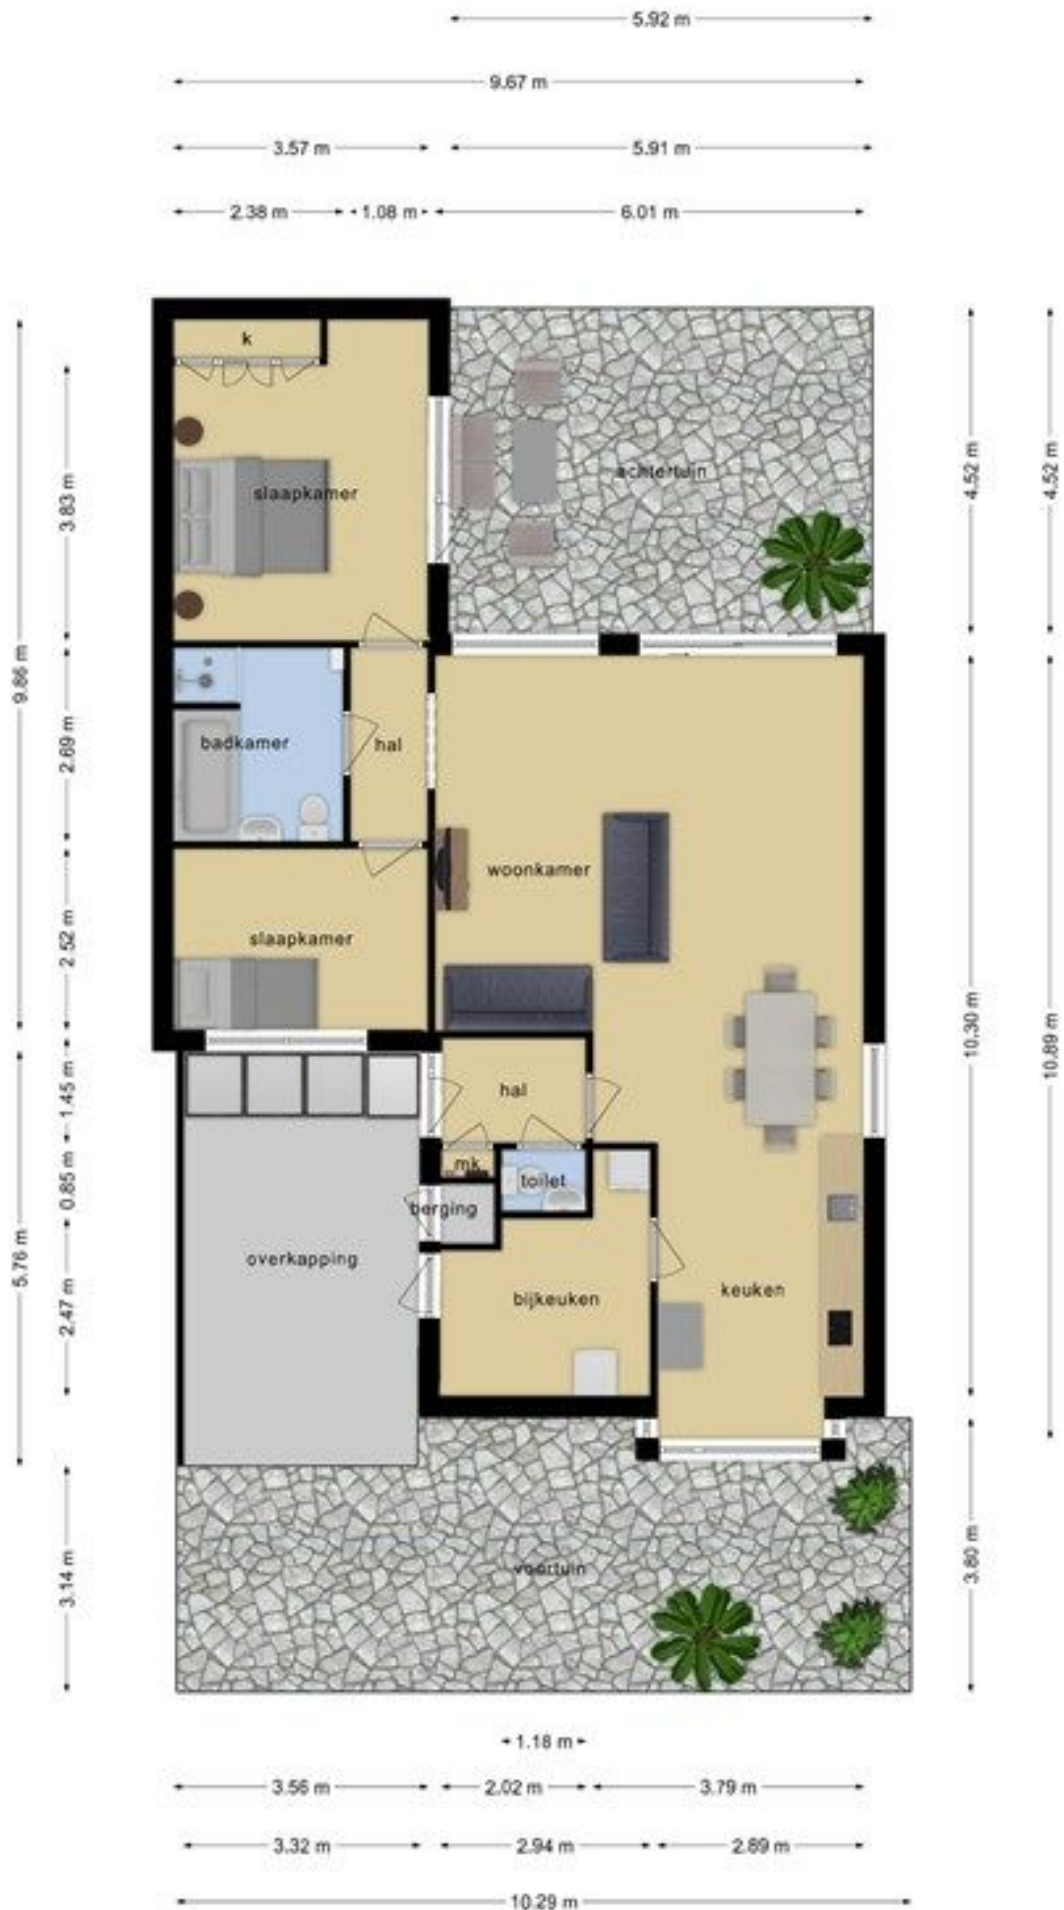 5.92 m
9.67 m
3.57 m 5.91 m
2.38 m 1.08 m 6.01 m
k
slaapkamer
achtertuin
3.83 m
4.52 m
4.52 m
9.86 m
2.69 m
badkamer
hal
woonkamer
2.52 m
slaapkamer
10.30 m
10.89 m
1.45 m
hal
mk
toilet
0.85 m
berging
5.76 m
overkapping
2.47 m
bijkeuken
keuken
3.14 m
voortuin
3.80 m
1.18 m
3.56 m 2.02 m 3.79 m
3.32 m 2.94 m 2.89 m
10.29 m